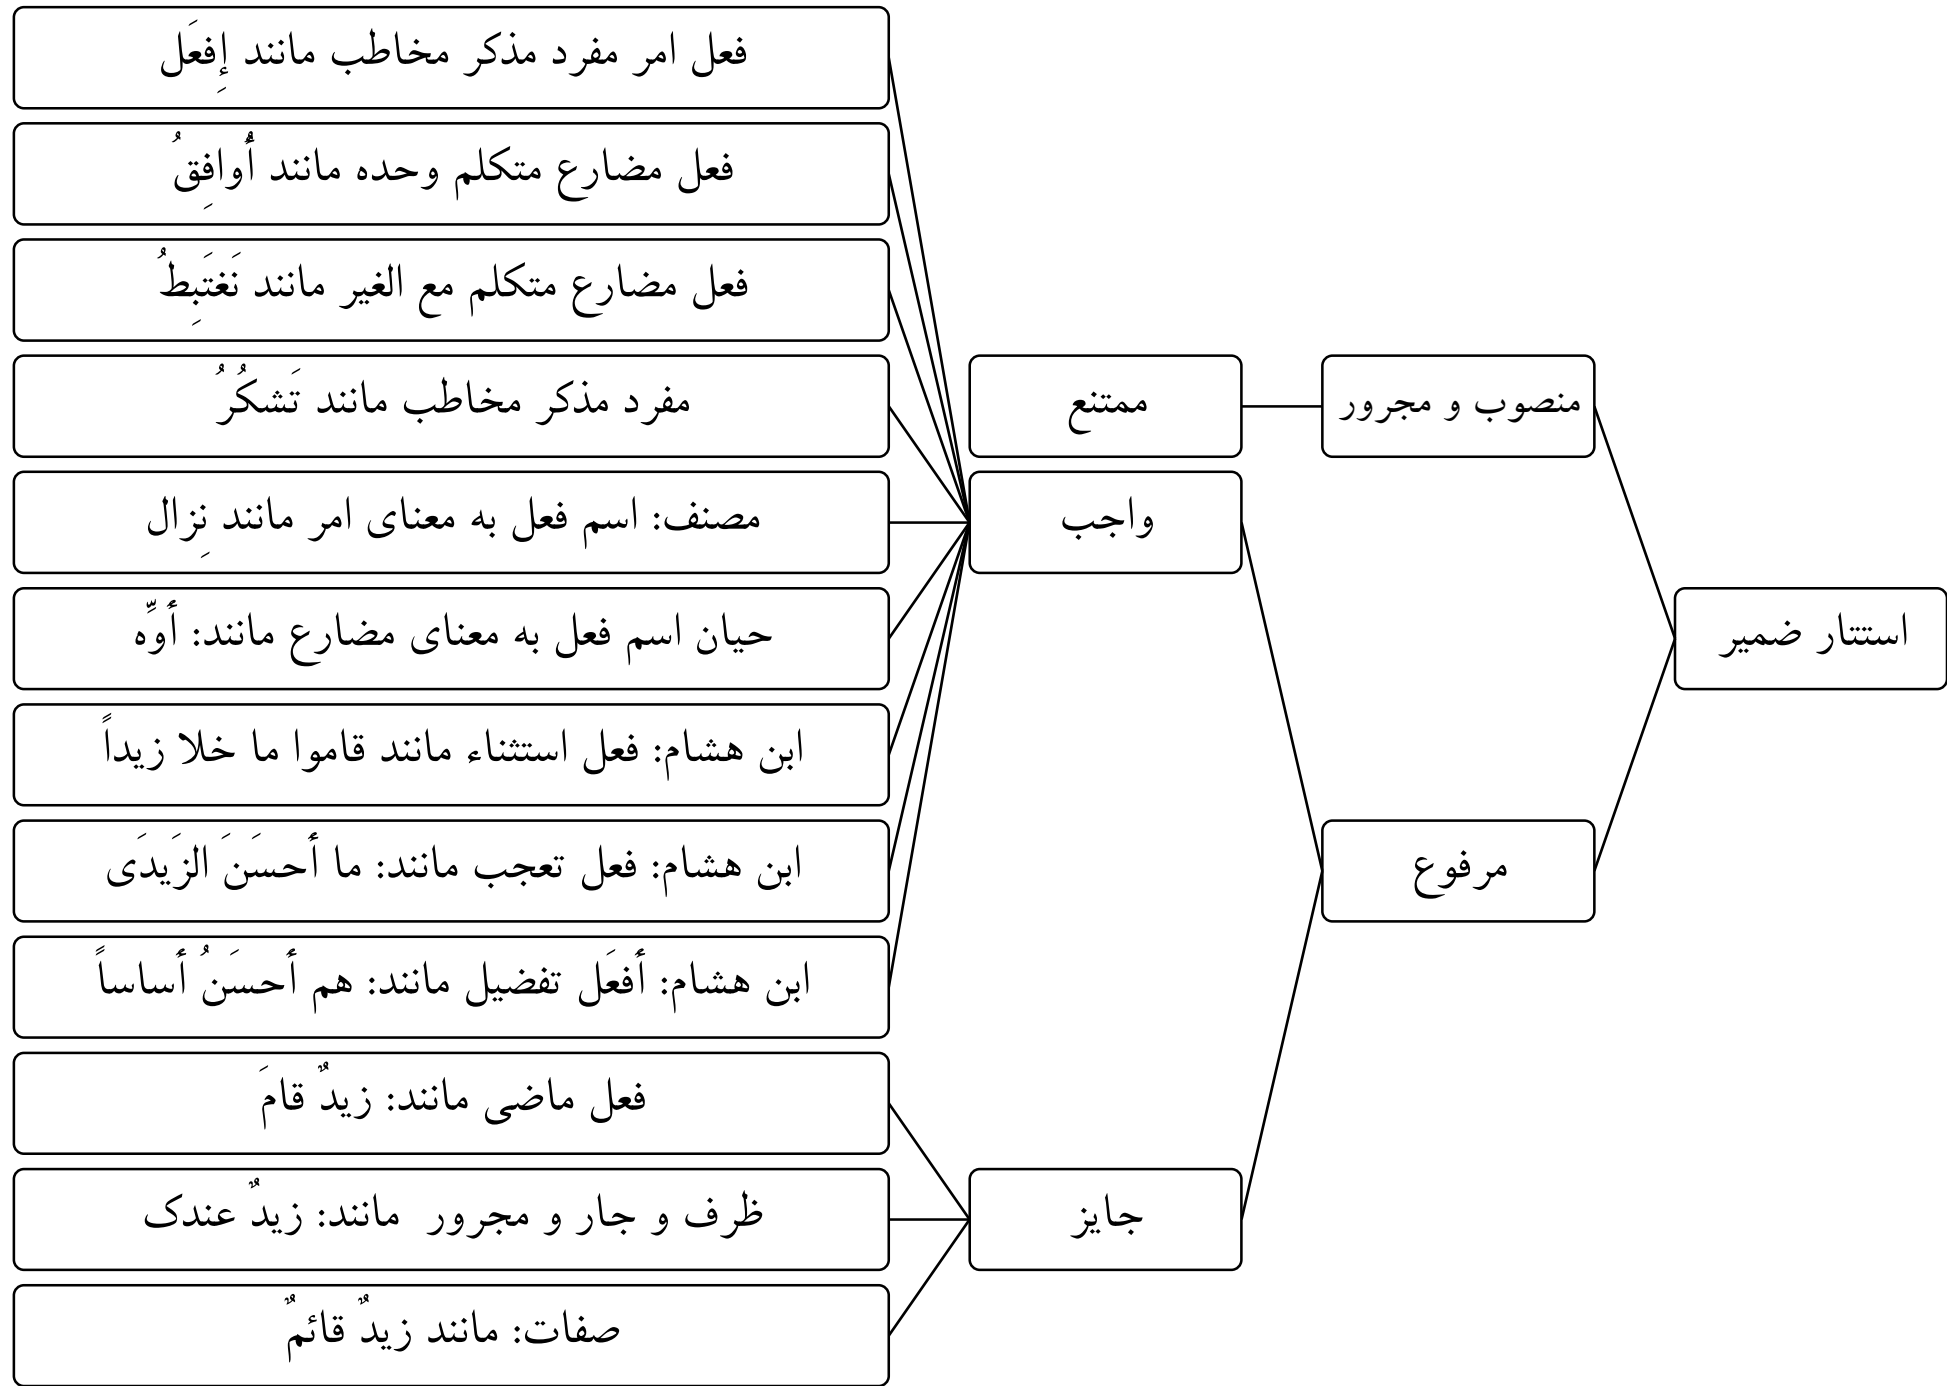 استتار ضمیر
منصوب و مجرور
ممتنع
مرفوع
واجب
فعل امر مفرد مذکر مخاطب مانند إِفعَل
فعل مضارع متکلم وحده مانند أُوافِقُ
فعل مضارع متکلم مع الغیر مانند نَغتَبِطُ
مفرد مذکر مخاطب مانند تَشکُرُ
مصنف: اسم فعل به معنای امر مانند نِزال
حیان اسم فعل به معنای مضارع مانند: أَوِّه
ابن هشام: فعل استثناء مانند قاموا ما خلا زیداً
ابن هشام: فعل تعجب مانند: ما أَحسَنَ الزَیدَی
ابن هشام: أَفعَل تفضیل مانند: هم أَحسَنُ أَساساً
جایز
فعل ماضی مانند: زیدٌ قامَ
ظرف و جار و مجرور  مانند: زیدٌ عندک
صفات: مانند زیدٌ قائمٌ